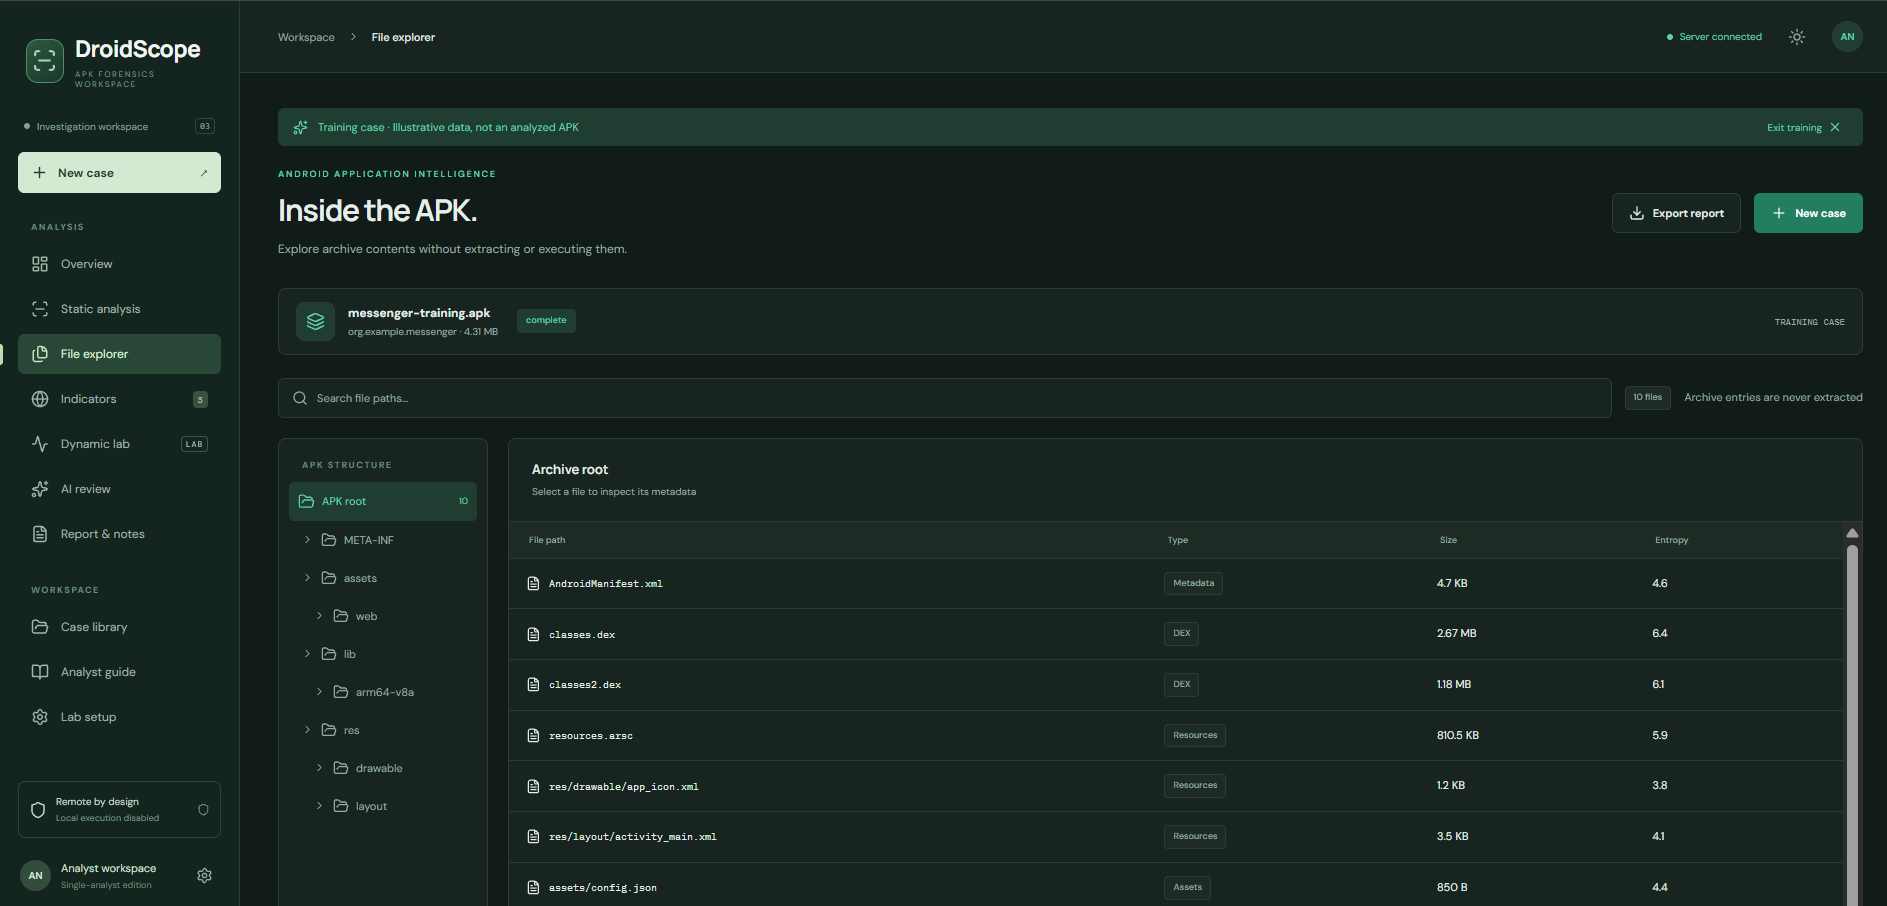 DroidScope
APK FORENSICS
WORKSPACE
Investigation workspace 03
New case
ANALYSIS
Overview
Static analysis
File explorer
Indicators 3
Dynamic lab LAB
AI review
Report & notes
WORKSPACE
Case library
Analyst guide
Lab setup
Remote by design
Local execution disabled
AN Analyst workspace
Single-analyst edition
Workspace File explorer
Server connected
AN
Training case · Illustrative data, not an analyzed APK
Exit training
ANDROID APPLICATION INTELLIGENCE
Inside the APK.
Explore archive contents without extracting or executing them.
Export report
New case
messenger-training.apk
org.example.messenger · 4.31 MB
complete
TRAINING CASE
Search file paths…
10 files
Archive entries are never extracted
APK STRUCTURE
APK root 10
META-INF
assets
web
lib
arm64-v8a
res
drawable
layout
Archive root
Select a file to inspect its metadata
File path Type Size Entropy
AndroidManifest.xml Metadata 4.7 KB 4.6
classes.dex DEX 2.67 MB 6.4
classes2.dex DEX 1.18 MB 6.1
resources.arsc Resources 810.5 KB 5.9
res/drawable/app_icon.xml Resources 1.2 KB 3.8
res/layout/activity_main.xml Resources 3.5 KB 4.1
assets/config.json Assets 850 B 4.4